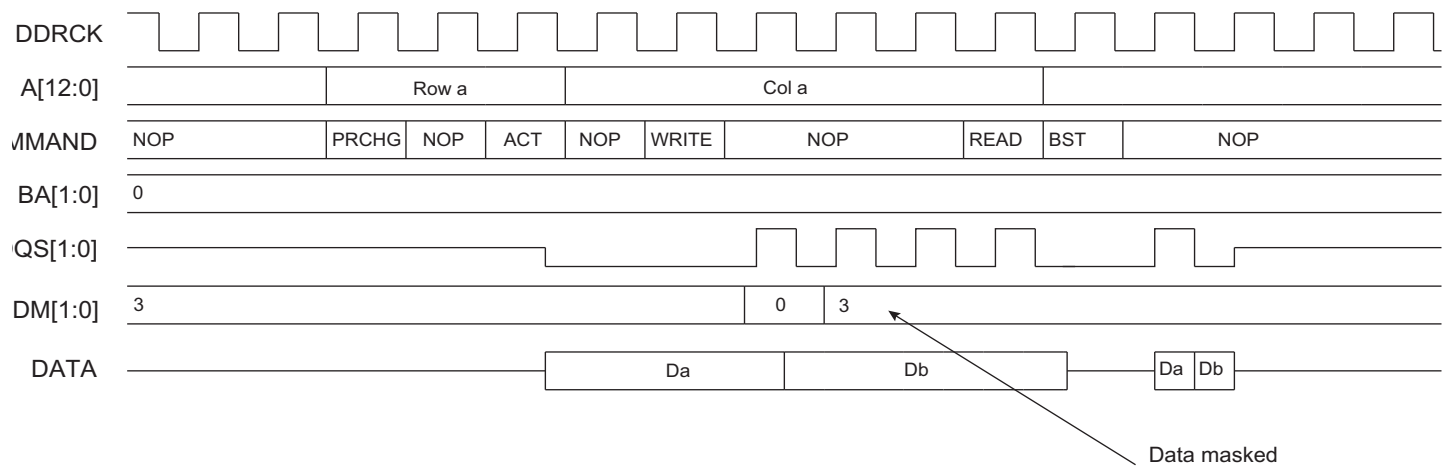 DDRCK
A[12:0] Row a Col a
MMAND NOP PRCHG NOP ACT NOP WRITE NOP READ BST NOP
BA[1:0] 0
QS[1:0]
DM[1:0] 3 0 3
DATA Da Db Da Db
Data masked